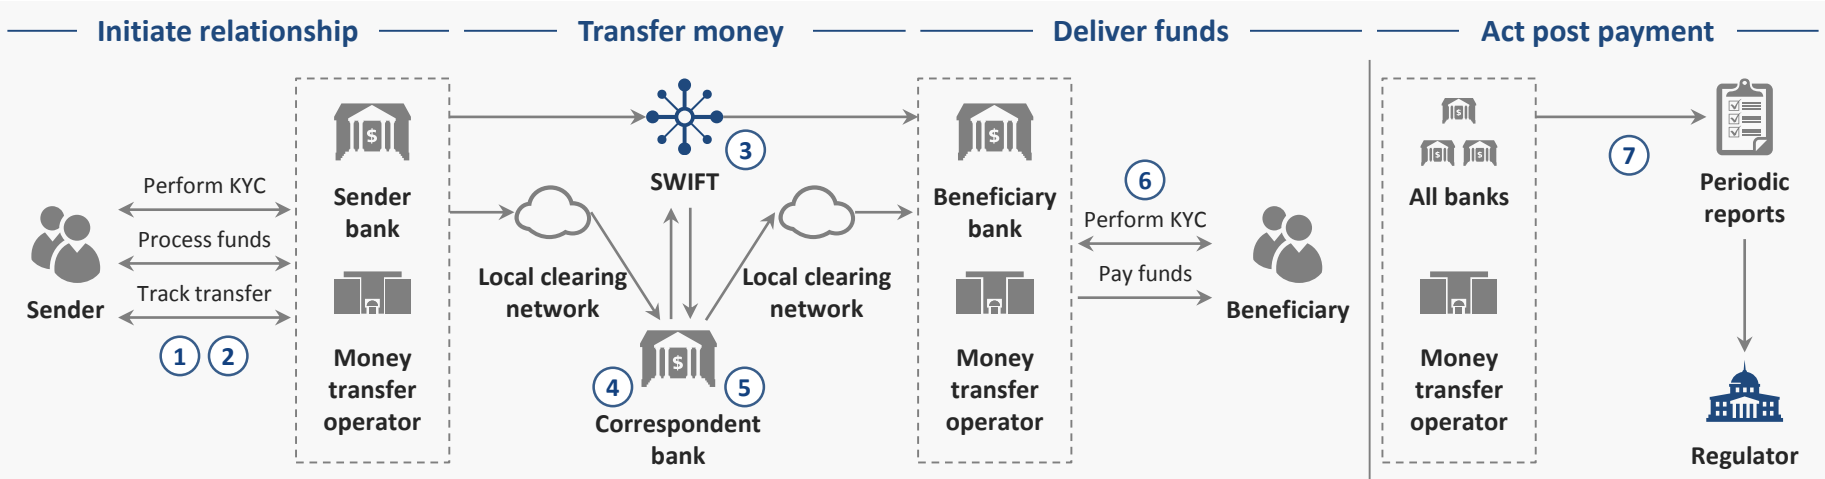 Initiate relationship
Transfer money
Deliver funds
Act post payment
Perform KYC
Process funds
Track transfer
Sender
1
2
$
Sender
bank
Money
transfer
operator
SWIFT
3
Local clearing
network
Local clearing
network
$
4
5
Correspondent
bank
$
Beneficiary
bank
Money
transfer
operator
6
Perform KYC
Pay funds
Beneficiary
$
$
$
All banks
Money
transfer
operator
7
Periodic
reports
Regulator